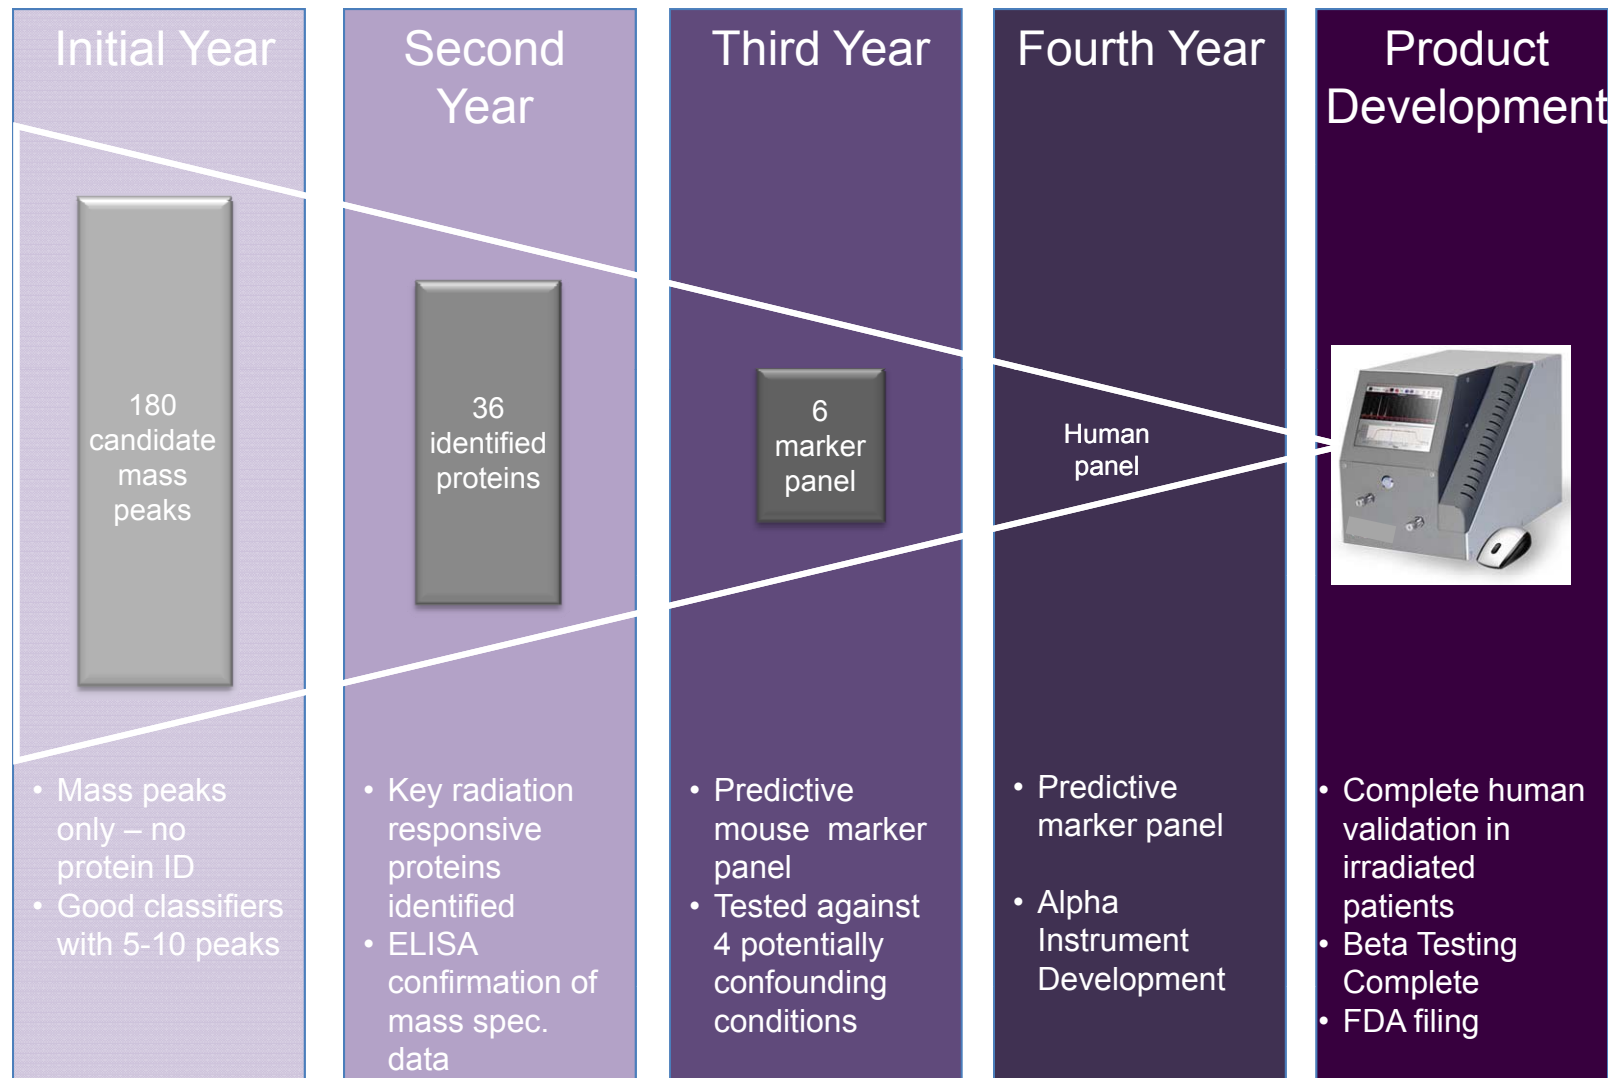 Initial Year
180
candidate
mass
peaks
• Mass peaks
only – no
protein ID
• Good classifiers
with 5-10 peaks
Second
Year
36
identified
proteins
• Key radiation
responsive
proteins
identified
• ELISA
confirmation of
mass spec.
data
Third Year
6
marker
panel
• Predictive
mouse marker
panel
• Tested against
4 potentially
confounding
conditions
Fourth Year
Human
panel
• Predictive
marker panel
• Alpha
Instrument
Development
Product
Development
• Complete human
validation in
irradiated
patients
• Beta Testing
Complete
• FDA filing